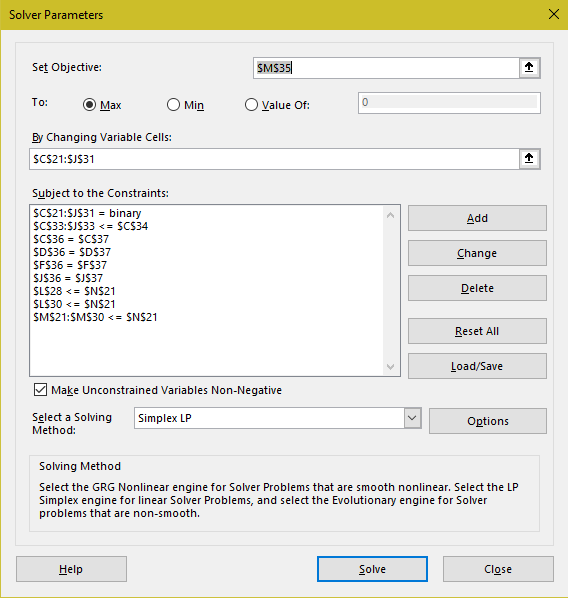 Solver Parameters
Set Objective:
$M$35
To:
Max
Min
Value Of:
0
By Changing Variable Cells:
$C$21:$J$31
Subject to the Constraints:
$C$21:$J$31 = binary
$C$33:$J$33 <= $C$34
$C$36 = $C$37
$D$36 = $D$37
$F$36 = $F$37
$J$36 = $J$37
$L$28 <= $N$21
$L$30 <= $N$21
$M$21:$M$30 <= $N$21
Add
Change
Delete
Reset All
Load/Save
Make Unconstrained Variables Non-Negative
Select a Solving
Method:
Simplex LP
Options
Solving Method
Select the GRG Nonlinear engine for Solver Problems that are smooth nonlinear. Select the LP
Simplex engine for linear Solver Problems, and select the Evolutionary engine for Solver
problems that are non-smooth.
Help
Solve
Close